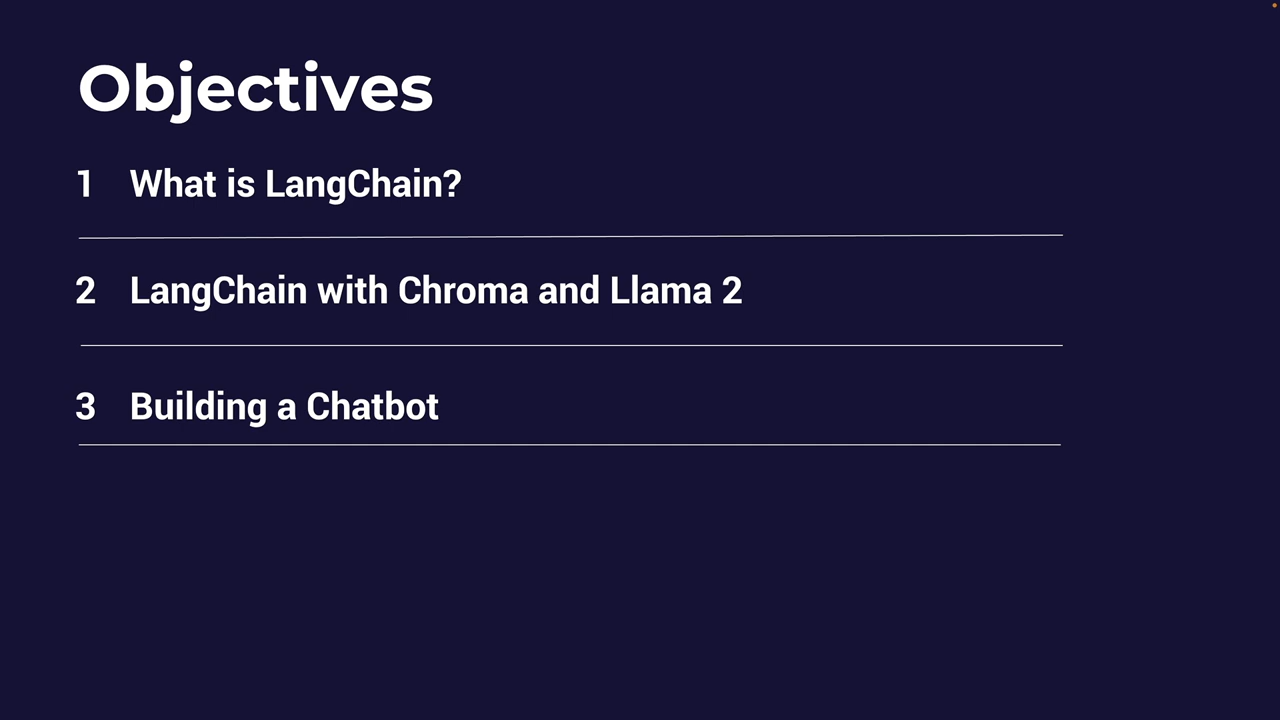 Objectives
1 What is LangChain?
2 LangChain with Chroma and Llama 2
3 Building a Chatbot